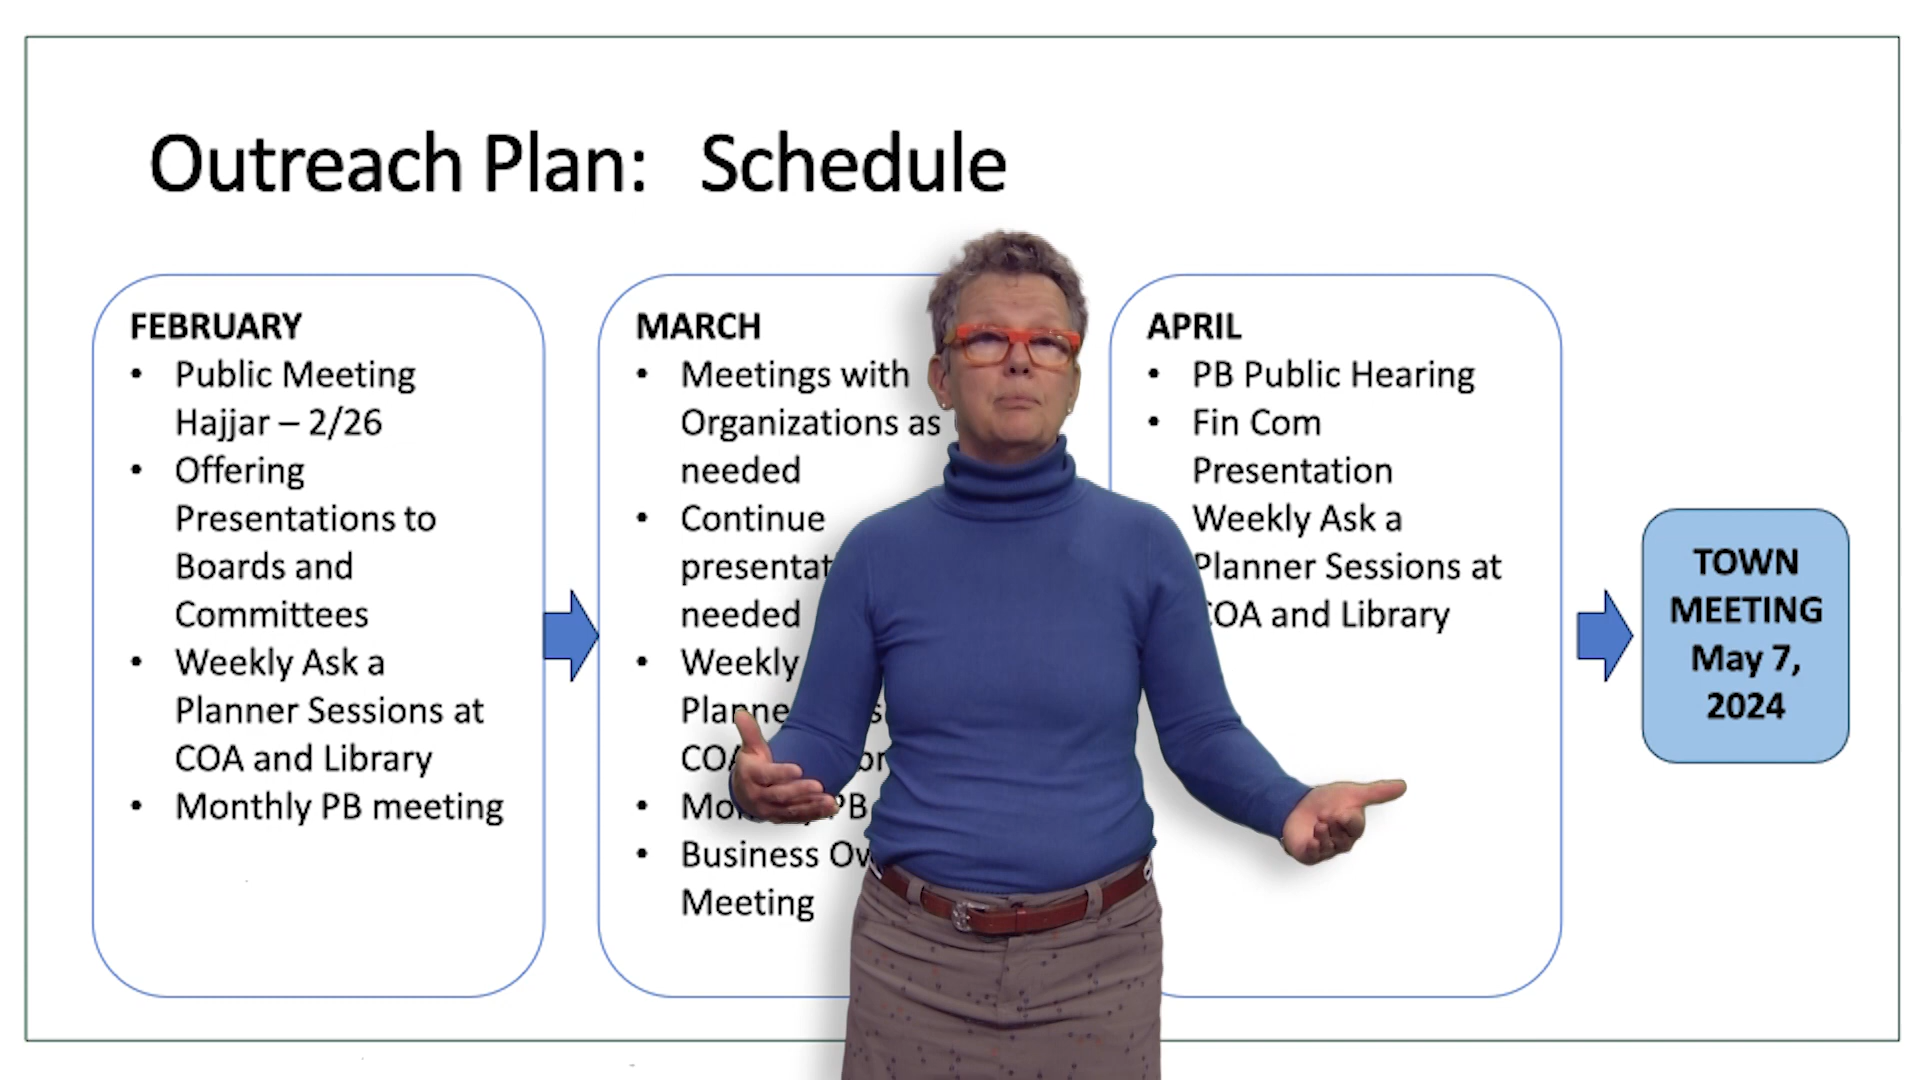 Outreach Plan: Schedule
FEBRUARY
• Public Meeting
Hajjar – 2/26
• Offering
Presentations to
Boards and
Committees
• Weekly Ask a
Planner Sessions at
COA and Library
• Monthly PB meeting
MARCH
• Meetings with
Organizations as
needed
• Continue
needed
• Weekly
• PB
• Business
Meeting
APRIL
• PB Public Hearing
• Fin Com
Presentation
Weekly Ask a
Planner Sessions at
COA and Library
TOWN
MEETING
May 7,
2024